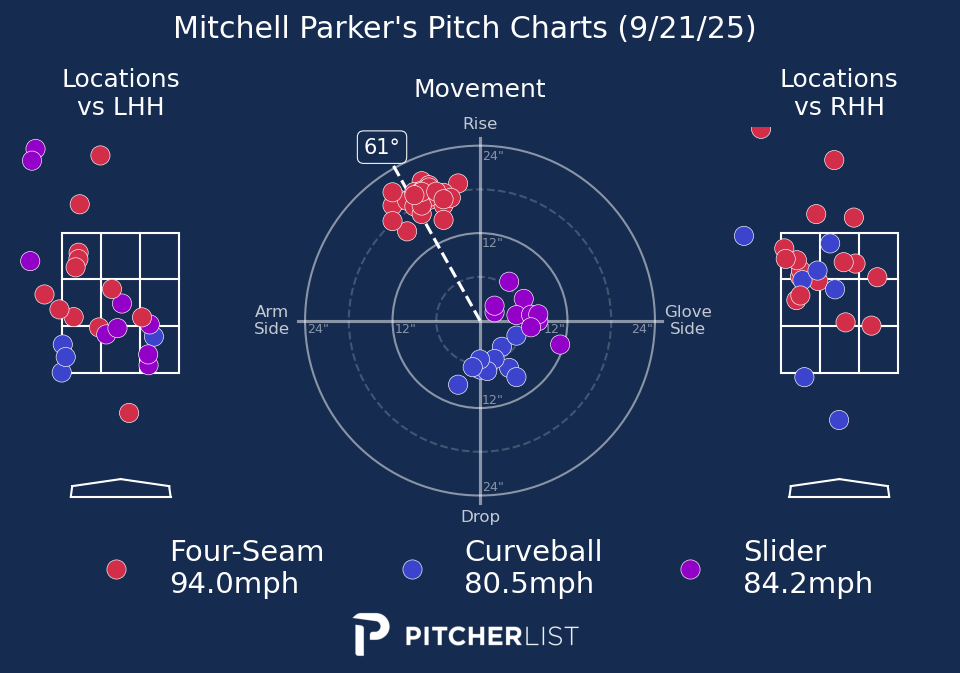 Mitchell Parker's Pitch Charts (9/21/25)
Locations
vs LHH
Movement
Locations
vs RHH
Rise
61°
24"
12"
Arm
Side
24"
12"
12"
24"
Glove
Side
12"
24"
Drop
Four-Seam
94.0mph
Curveball
80.5mph
Slider
84.2mph
PITCHERLIST